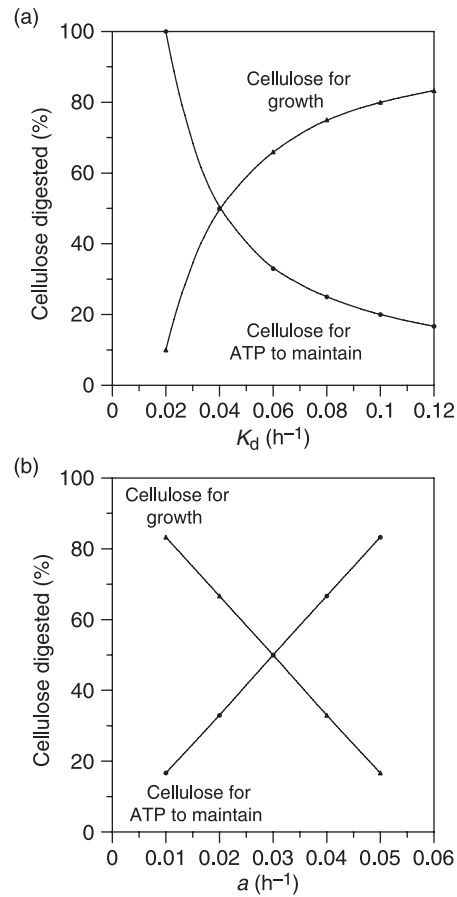 (a)
100
80
60
40
20
0
Cellulose digested (%)
Cellulose for
growth
Cellulose for
ATP to maintain
0 0.02 0.04 0.06 0.08 0.1 0.12
Kd (h–1)
(b)
100
80
60
40
20
0
Cellulose digested (%)
Cellulose for
growth
Cellulose for
ATP to maintain
0 0.01 0.02 0.03 0.04 0.05 0.06
a (h–1)